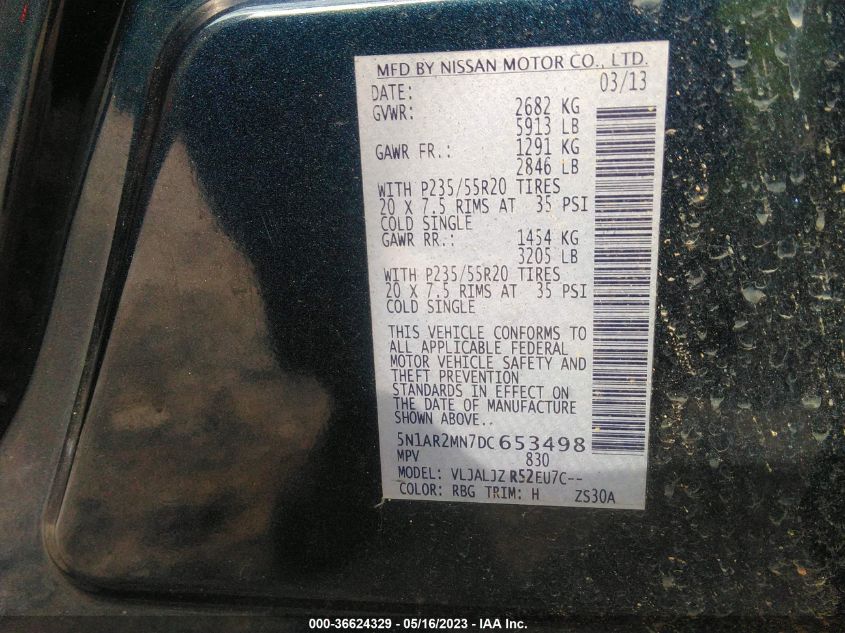 MFD BY NISSAN MOTOR CO., LTD.
DATE: 03/13
GVWR: 2682 KG
5913 LB
GAWR FR.: 1291 KG
2846 LB
WITH P235/55R20 TIRES
20 X 7.5 RIMS AT 35 PSI
COLD SINGLE
GAWR RR.: 1454 KG
3205 LB
WITH P235/55R20 TIRES
20 X 7.5 RIMS AT 35 PSI
COLD SINGLE
THIS VEHICLE CONFORMS TO
ALL APPLICABLE FEDERAL
MOTOR VEHICLE SAFETY AND
THEFT PREVENTION
STANDARDS IN EFFECT ON
THE DATE OF MANUFACTURE
SHOWN ABOVE..
5N1AR2MN7DC653498
MPV 830
MODEL: VLJALJZ R52EU7C--
COLOR: RBG TRIM: H ZS30A
000-36624329 - 05/16/2023 - IAA Inc.